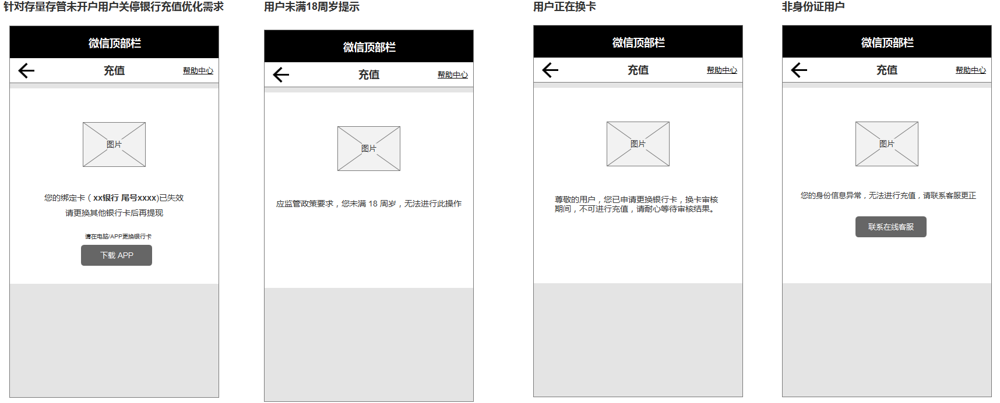 针对存量存管未开户用户关停银行充值优化需求
微信顶部栏
充值
帮助中心
图片
您的绑定卡（xx银行 尾号xxxx)已失效
请更换其他银行卡后再提现
请在电脑/APP更换银行卡
下载 APP
用户未满18周岁提示
微信顶部栏
充值
帮助中心
图片
应监管政策要求，您未满 18 周岁，无法进行此操作
用户正在换卡
微信顶部栏
充值
帮助中心
图片
尊敬的用户，您已申请更换银行卡，换卡审核
期间，不可进行充值，请耐心等待审核结果。
非身份证用户
微信顶部栏
充值
帮助中心
图片
您的身份信息异常，无法进行充值，请联系客服更正
联系在线客服